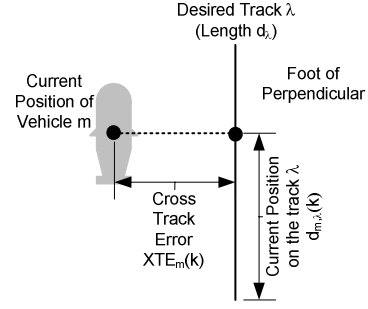 Desired Track λ
(Length dλ)
Current
Position of
Vehicle m
Foot of
Perpendicular
Cross
Track
Error
XTEm(k)
Current Position
on the track λ
dm,λ(k)